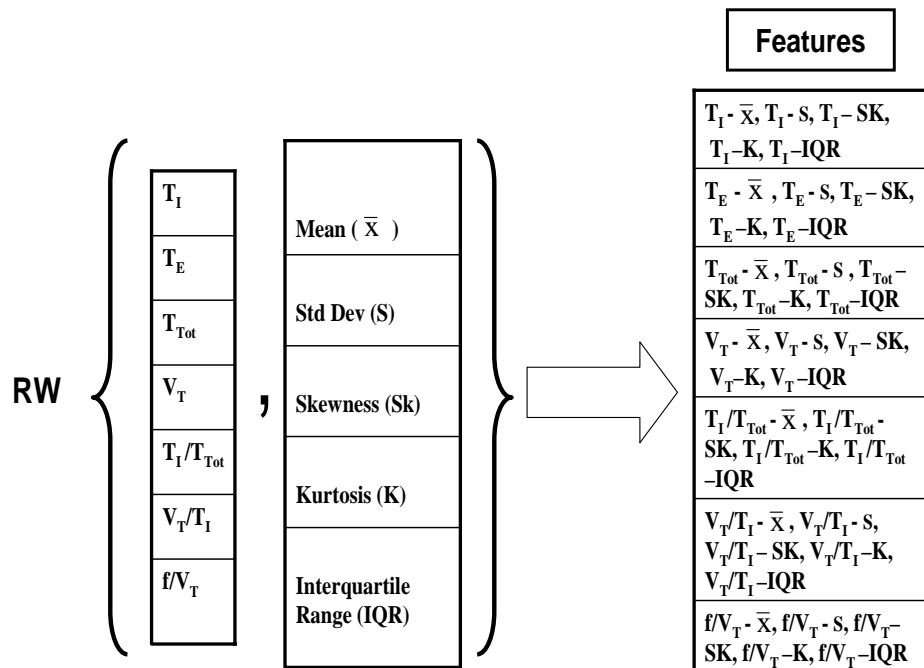 Features
RW
{
T_I
T_E
T_Tot
V_T
T_I/T_Tot
V_T/T_I
f/V_T
,
Mean ( x̄ )
Std Dev (S)
Skewness (Sk)
Kurtosis (K)
Interquartile
Range (IQR)
}
T_I - x̄, T_I - s, T_I – SK,
T_I –K, T_I –IQR
T_E - x̄ , T_E - s, T_E – SK,
T_E –K, T_E –IQR
T_Tot - x̄ , T_Tot - s , T_Tot –
SK, T_Tot –K, T_Tot –IQR
V_T - x̄, V_T - s, V_T – SK,
V_T –K, V_T –IQR
T_I/T_Tot - x̄ , T_I/T_Tot -
SK, T_I/T_Tot –K, T_I/T_Tot
–IQR
V_T/T_I - x̄ , V_T/T_I - s,
V_T/T_I – SK, V_T/T_I –K,
V_T/T_I –IQR
f/V_T - x̄, f/V_T - s, f/V_T –
SK, f/V_T –K, f/V_T –IQR